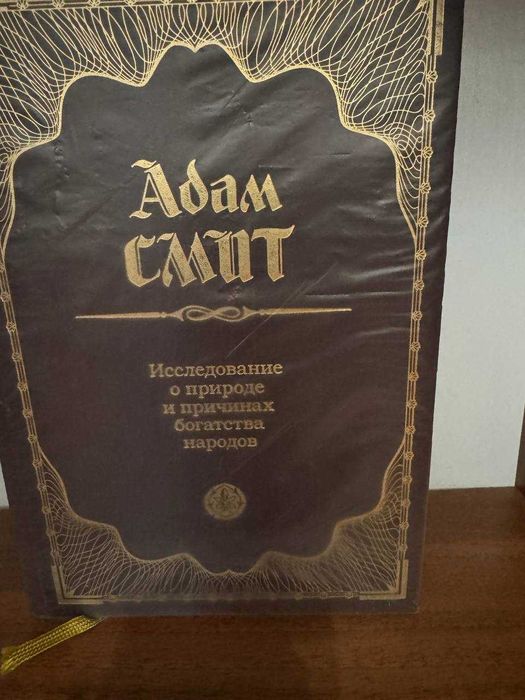 Адам
СМИТ
Исследование
о природе
и причинах
богатства
народов